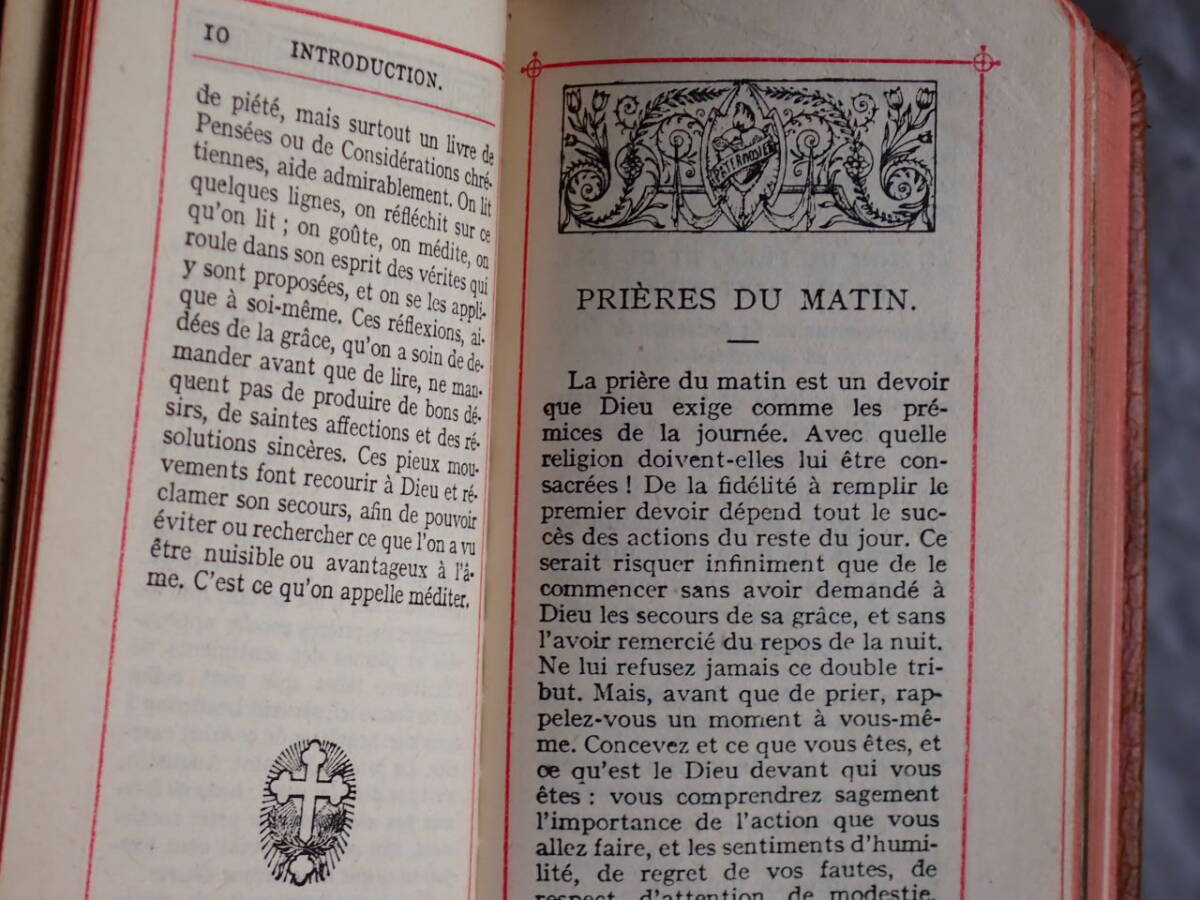 10 INTRODUCTION.
de piété, mais surtout un livre de
Pensées ou de Considérations chré-
tiennes, aide admirablement. On lit
quelques lignes, on réfléchit sur ce
qu'on lit ; on goûte, on médite, on
roule dans son esprit des vérites qui
y sont proposées, et on se les appli-
que à soi-même. Ces réflexions, ai-
dées de la grâce, qu'on a soin de de-
mander avant que de lire, ne man-
quent pas de produire de bons dé-
sirs, de saintes affections et des ré-
solutions sincères. Ces pieux mou-
vements font recourir à Dieu et ré-
clamer son secours, afin de pouvoir
éviter ou rechercher ce que l'on a vu
être nuisible ou avantageux à l'â-
me. C'est ce qu'on appelle méditer.
PRIÈRES DU MATIN.
La prière du matin est un devoir
que Dieu exige comme les pré-
mices de la journée. Avec quelle
religion doivent-elles lui être con-
sacrées ! De la fidélité à remplir le
premier devoir dépend tout le suc-
cès des actions du reste du jour. Ce
serait risquer infiniment que de le
commencer sans avoir demandé à
Dieu les secours de sa grâce, et sans
l'avoir remercié du repos de la nuit.
Ne lui refusez jamais ce double tri-
but. Mais, avant que de prier, rap-
pelez-vous un moment à vous-mê-
me. Concevez et ce que vous êtes, et
ce qu'est le Dieu devant qui vous
êtes : vous comprendrez sagement
l'importance de l'action que vous
allez faire, et les sentiments d'humi-
lité, de regret de vos fautes, de
respect, d'attention, de modestie,